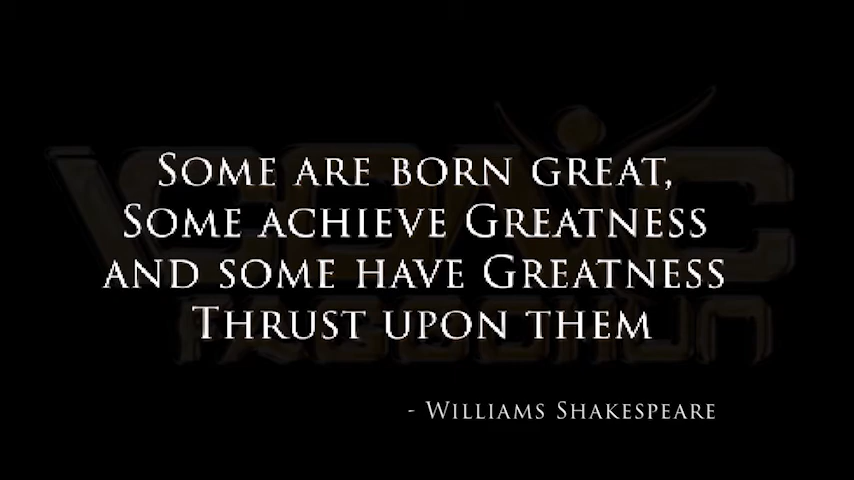 Some are born great,
Some achieve Greatness
and some have Greatness
Thrust upon them
- Williams Shakespeare